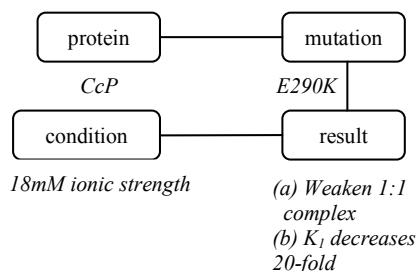 protein
mutation
CcP
E290K
condition
result
18mM ionic strength
(a) Weaken 1:1
complex
(b) K1 decreases
20-fold